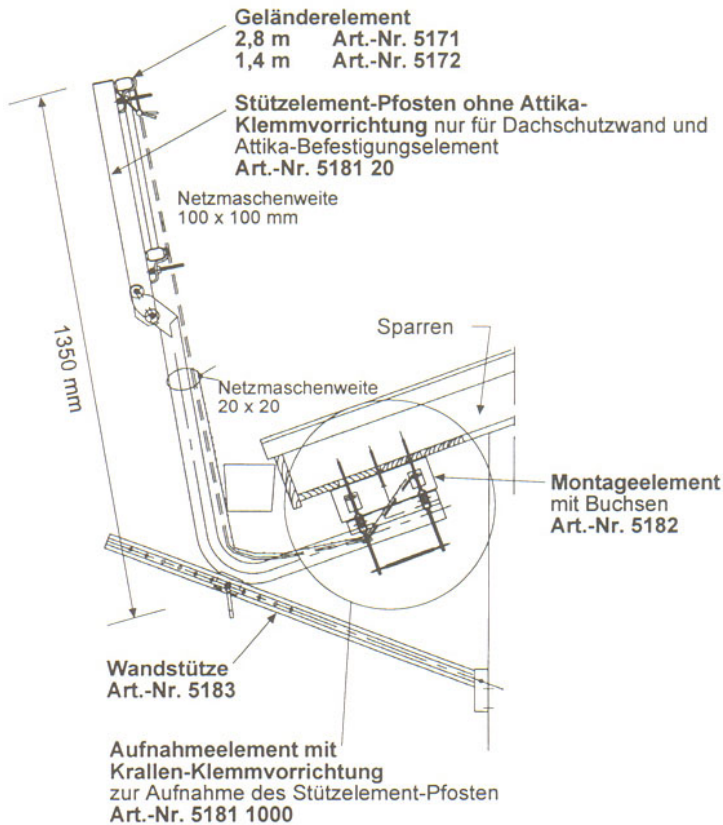 Geländerelement
2,8 m Art.-Nr. 5171
1,4 m Art.-Nr. 5172
Stützelement-Pfosten ohne Attika-
Klemmvorrichtung nur für Dachschutzwand und
Attika-Befestigungselement
Art.-Nr. 5181 20
Netzmaschenweite
100 x 100 mm
1350 mm
Sparren
Netzmaschenweite
20 x 20
Montageelement
mit Buchsen
Art.-Nr. 5182
Wandstütze
Art.-Nr. 5183
Aufnahmeelement mit
Krallen-Klemmvorrichtung
zur Aufnahme des Stützelement-Pfosten
Art.-Nr. 5181 1000